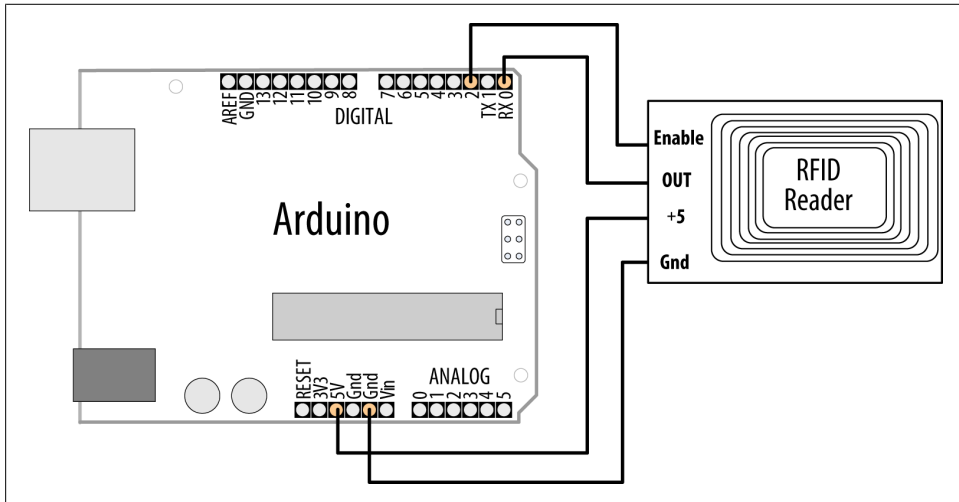 AREF
GND
13
12
11
10
9
8
7
6
5
4
3
2
TX 1
RX 0
DIGITAL
Enable
OUT
+5
Gnd
RFID
Reader
Arduino
RESET
3V3
5V
Gnd
Gnd
Vin
ANALOG
0
1
2
3
4
5